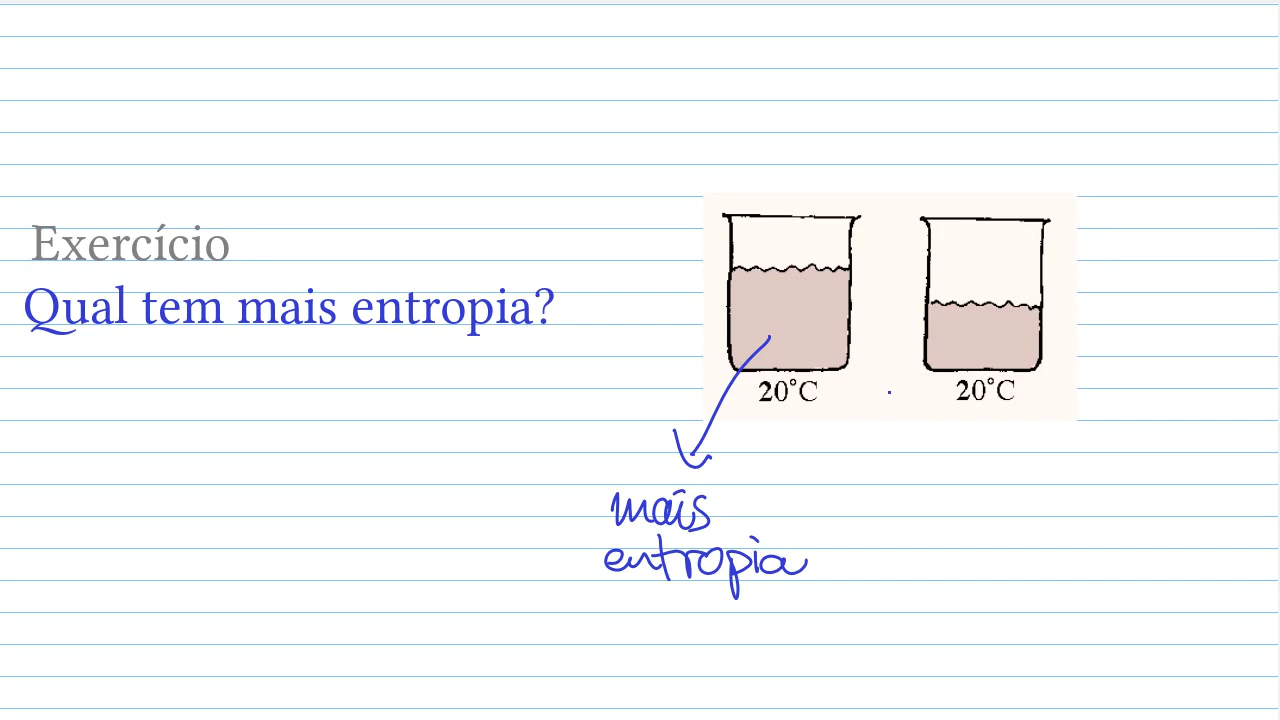 Exercício
Qual tem mais entropia?
20°C
20°C
mais
entropia